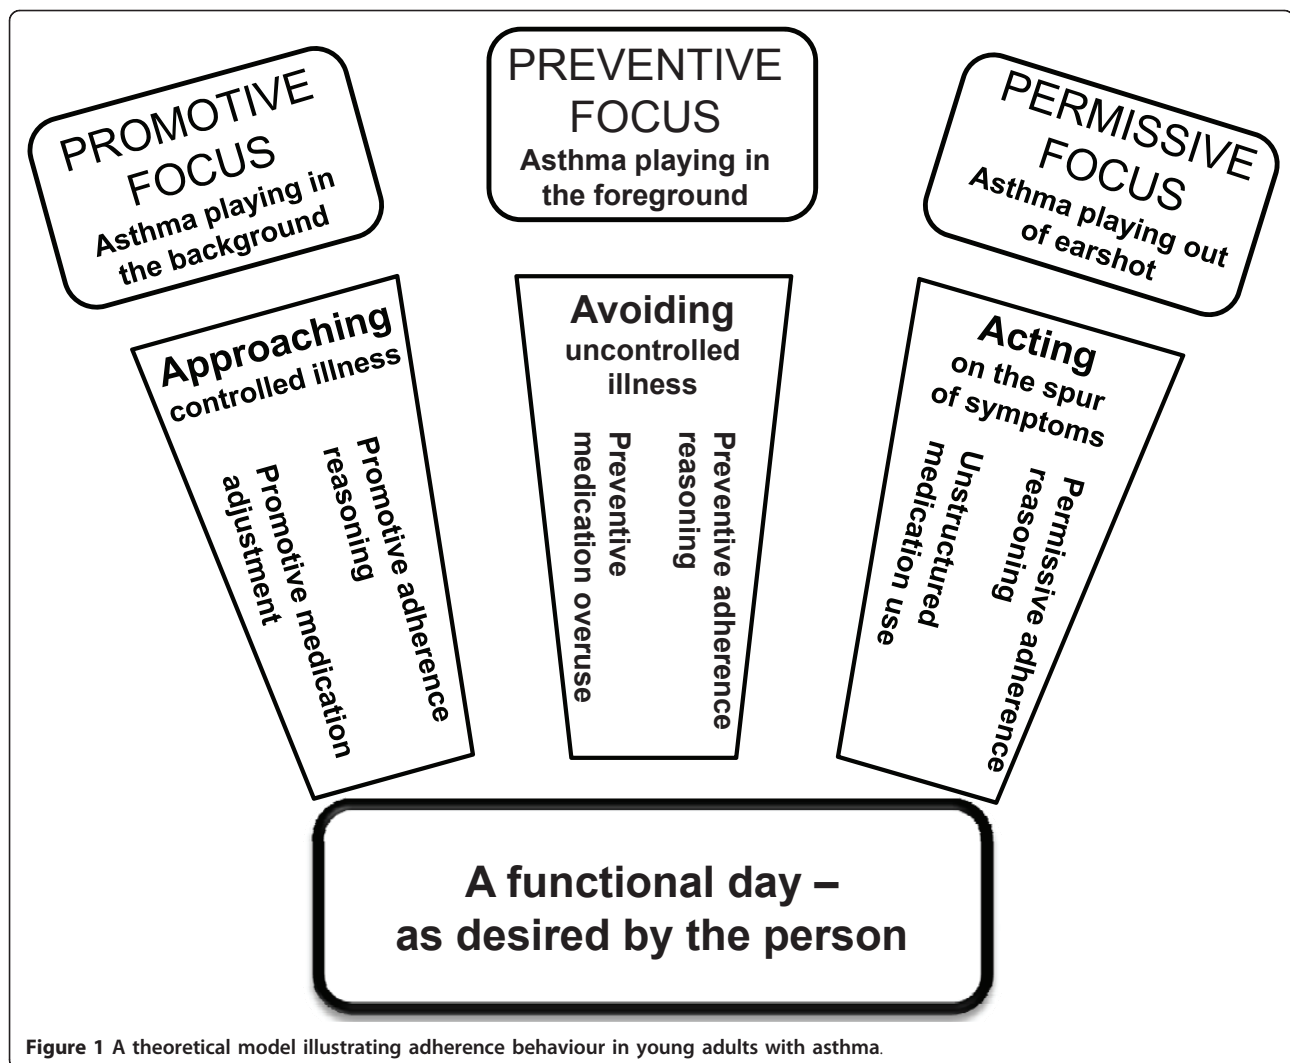 PROMOTIVE
FOCUS
Asthma playing in
the background
PREVENTIVE
FOCUS
Asthma playing in
the foreground
PERMISSIVE
FOCUS
Asthma playing out
of earshot
Approaching
controlled illness
Promotive adherence
reasoning
Promotive medication
adjustment
Avoiding
uncontrolled
illness
Preventive adherence
reasoning
Preventive
medication overuse
Acting
on the spur
of symptoms
Permissive adherence
reasoning
Unstructured
medication use
A functional day –
as desired by the person
Figure 1 A theoretical model illustrating adherence behaviour in young adults with asthma.